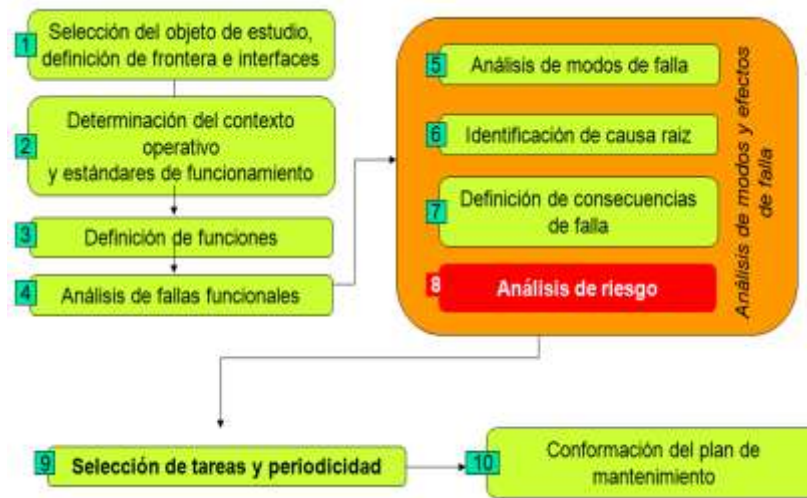 1
Selección del objeto de estudio,
definición de frontera e interfaces
2
Determinación del contexto
operativo
y estándares de funcionamiento
3
Definición de funciones
4
Análisis de fallas funcionales
5
Análisis de modos de falla
6
Identificación de causa raiz
7
Definición de consecuencias
de falla
8
Análisis de riesgo
Análisis de modos y efectos
de falla
9
Selección de tareas y periodicidad
10
Conformación del plan de
mantenimiento